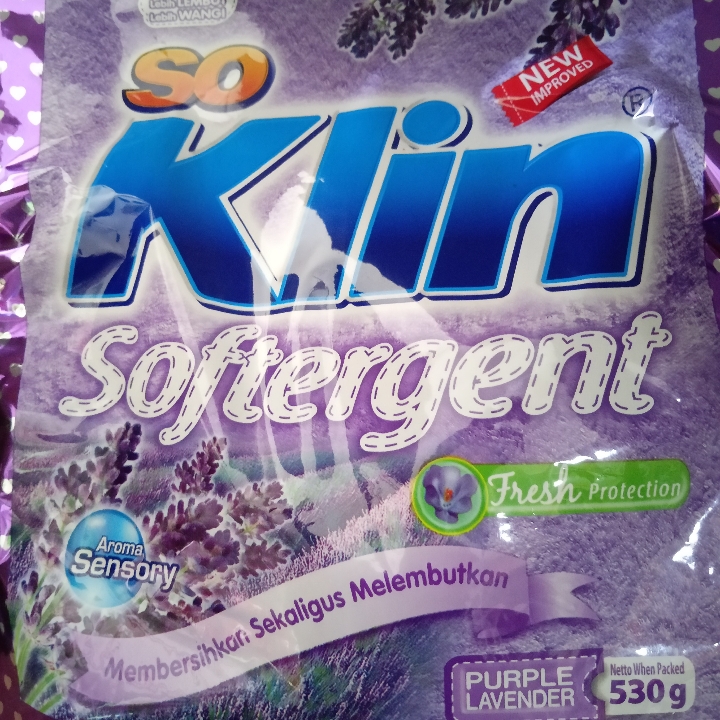 Lebih LEMBUT
Lebih WANGI
SO
Klin
®
NEW
IMPROVED
Softergent
Fresh Protection
Aroma
Sensory
Membersihkan Sekaligus Melembutkan
PURPLE
LAVENDER
Netto When Packed
530 g